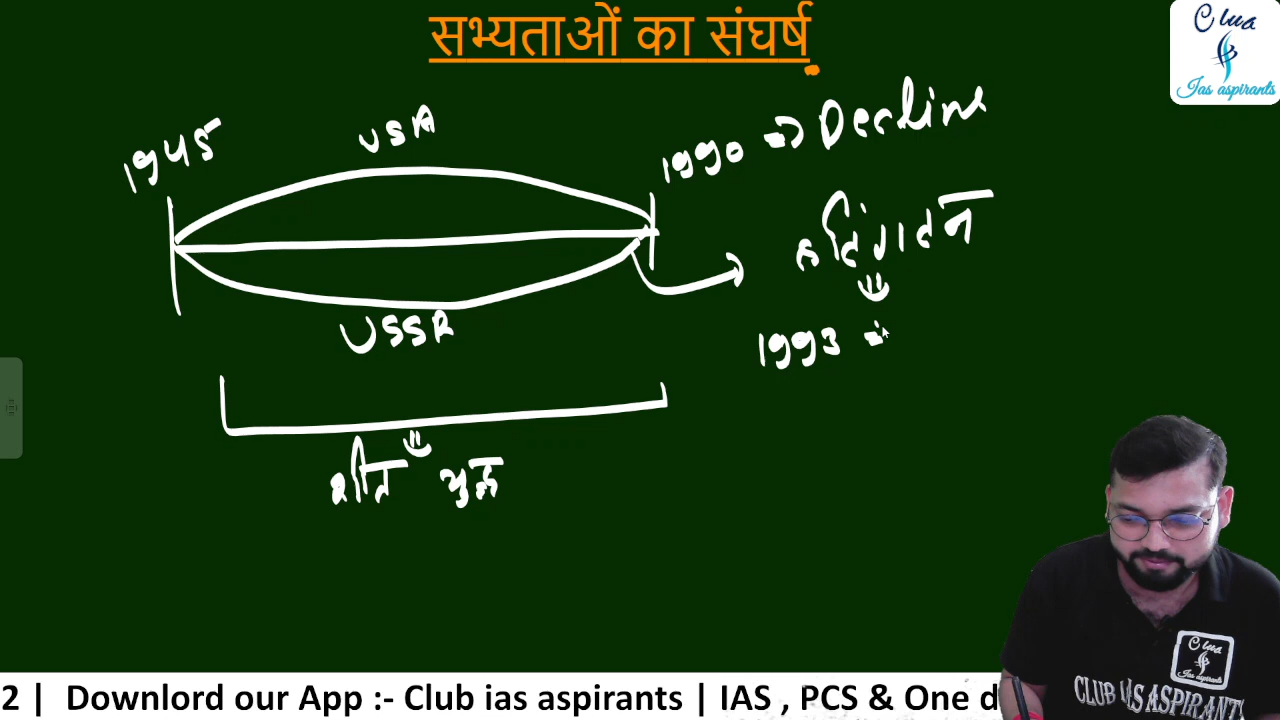 सभ्यताओं का संघर्ष
Clua
Ias aspirants
1945
USA
1990 => Decline
USSR
1993
शीत युद्ध
Clua
CLUB IAS ASPIRANTS
2 | Downlord our App :- Club ias aspirants | IAS , PCS & One d